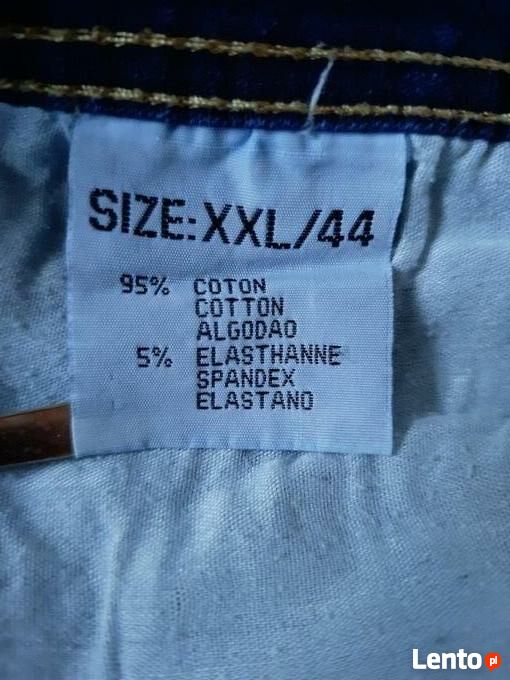 SIZE:XXL/44
95% COTON
COTTON
ALGODAO
5% ELASTHANNE
SPANDEX
ELASTANO
Lento pl